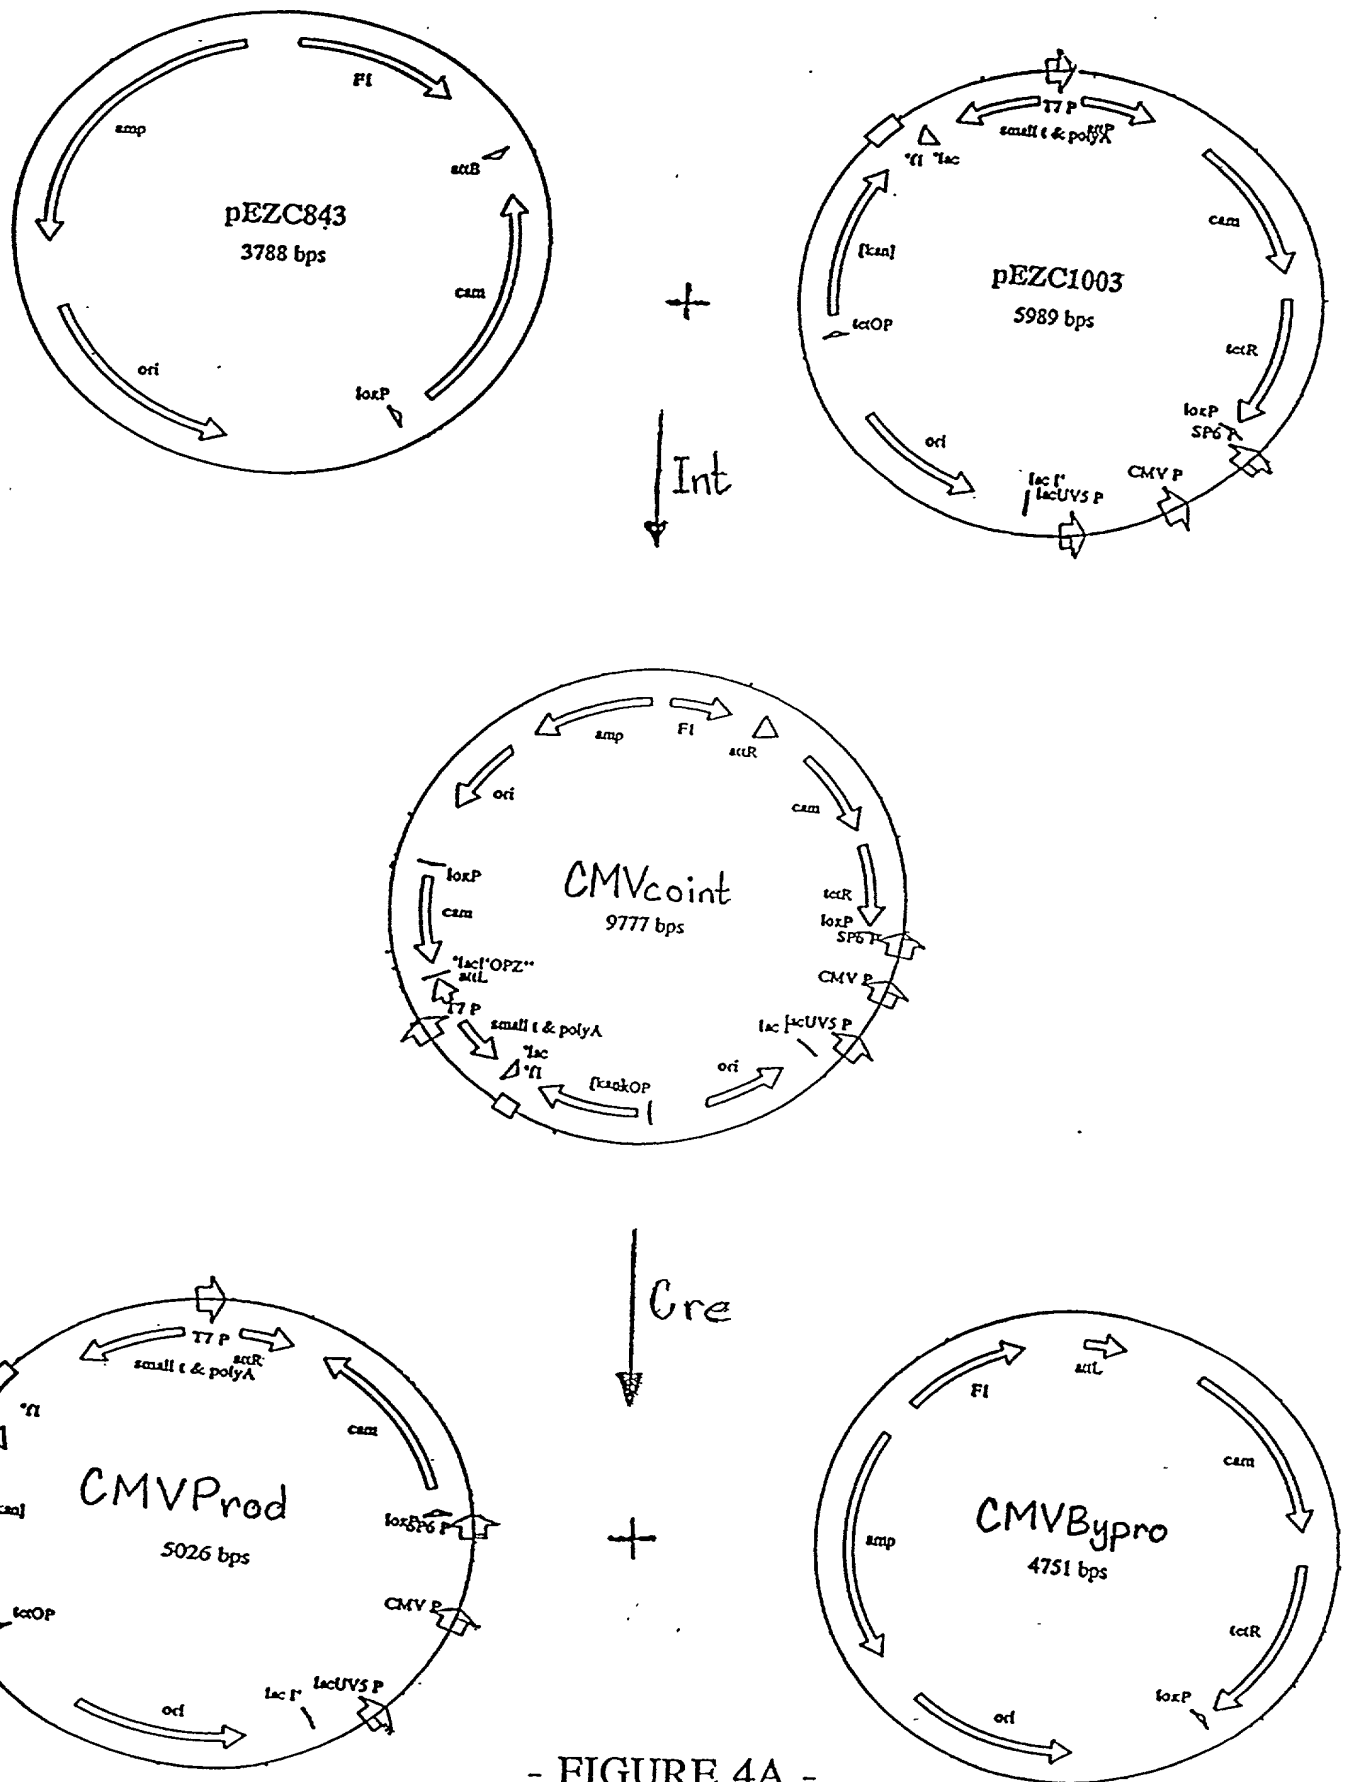 F1
amp
attB
pEZC843
3788 bps
cam
ori
loxP
+
T7 P
attP
small t & polyA
*f1 *lac
cam
[kan]
pEZC1003
5989 bps
tetOP
tetR
loxP
SP6 P
ori
CMV P
lac I'
lacUV5 P
Int
amp
F1
attR
ori
cam
loxP
CMVcoint
9777 bps
cam
tetR
loxP
SP6 P
*lacI'OPZ'*
attL
CMV P
T7 P
small t & polyA
lacUV5 P
lac
*lac
*f1
ori
Cre
T7 P
attR
small t & polyA
*f1
cam
CMVProd
5026 bps
loxP
SP6 P
CMV P
tetOP
lac I'
lacUV5 P
ori
+
F1
attL
cam
CMVBypro
4751 bps
amp
tetR
loxP
ori
- FIGURE 4A -